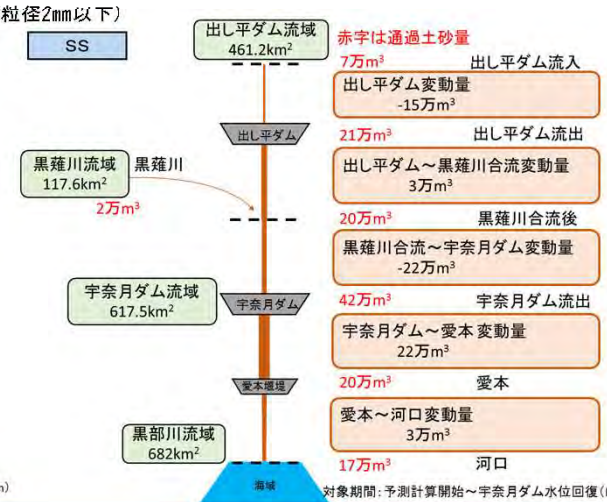 粒径2mm以下)
SS
出し平ダム流域
461.2km²
赤字は通過土砂量
7万m³ 出し平ダム流入
出し平ダム変動量
-15万m³
出し平ダム
21万m³ 出し平ダム流出
黒薙川流域
117.6km²
黒薙川
2万m³
出し平ダム～黒薙川合流変動量
3万m³
20万m³ 黒薙川合流後
黒薙川合流～宇奈月ダム変動量
-22万m³
宇奈月ダム流域
617.5km²
宇奈月ダム
42万m³ 宇奈月ダム流出
宇奈月ダム～愛本変動量
22万m³
愛本堰堤
20万m³ 愛本
愛本～河口変動量
3万m³
黒部川流域
682km²
17万m³ 河口
海域
対象期間：予測計算開始～宇奈月ダム水位回復